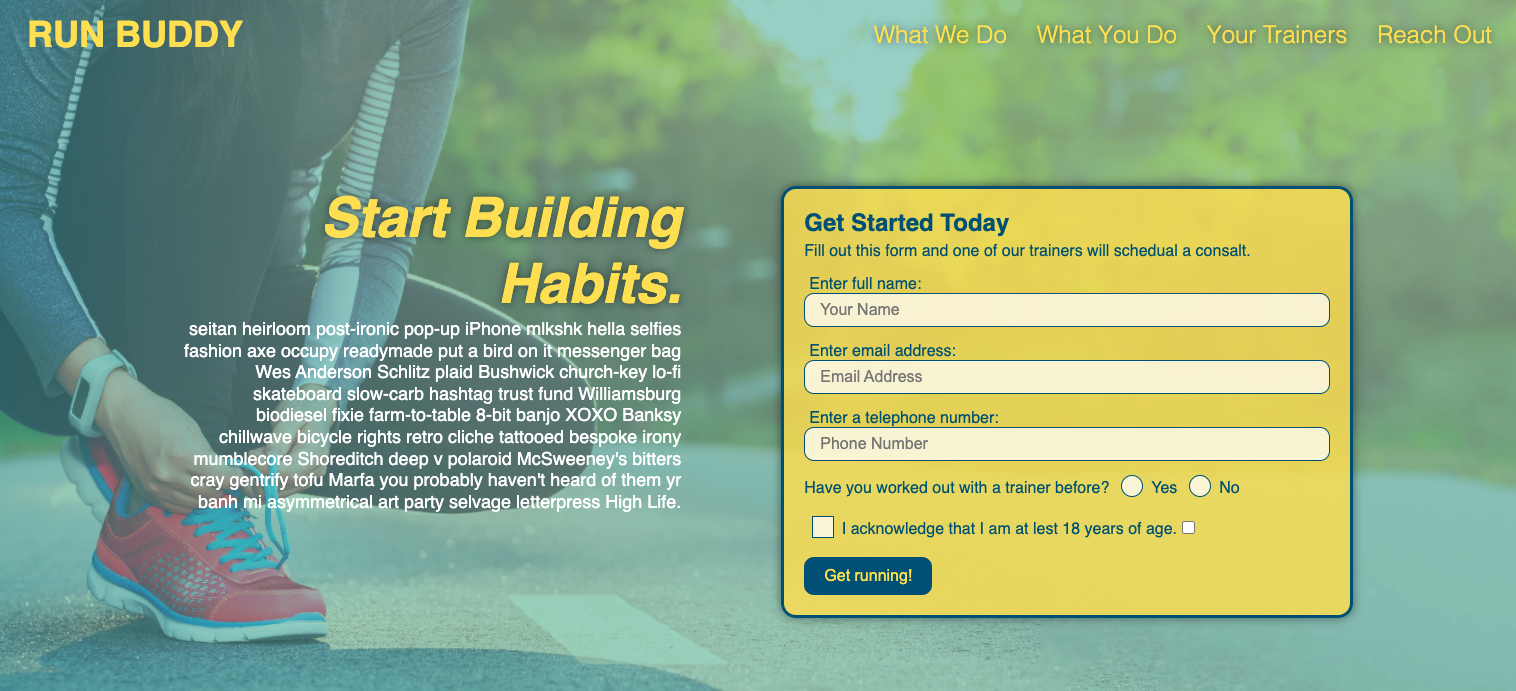 RUN BUDDY
What We Do What You Do Your Trainers Reach Out
Start Building
Habits.
seitan heirloom post-ironic pop-up iPhone mlkshk hella selfies
fashion axe occupy readymade put a bird on it messenger bag
Wes Anderson Schlitz plaid Bushwick church-key lo-fi
skateboard slow-carb hashtag trust fund Williamsburg
biodiesel fixie farm-to-table 8-bit banjo XOXO Banksy
chillwave bicycle rights retro cliche tattooed bespoke irony
mumblecore Shoreditch deep v polaroid McSweeney's bitters
cray gentrify tofu Marfa you probably haven't heard of them yr
banh mi asymmetrical art party selvage letterpress High Life.
Get Started Today
Fill out this form and one of our trainers will schedual a consalt.
Enter full name:
Your Name
Enter email address:
Email Address
Enter a telephone number:
Phone Number
Have you worked out with a trainer before? Yes No
I acknowledge that I am at lest 18 years of age.
Get running!